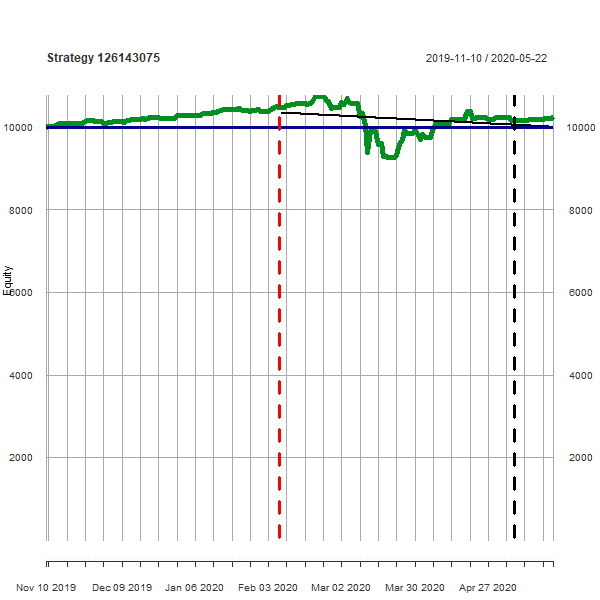 Strategy 126143075
2019-11-10 / 2020-05-22
10000
10000
8000
8000
Equity
6000
6000
4000
4000
2000
2000
Nov 10 2019
Dec 09 2019
Jan 06 2020
Feb 03 2020
Mar 02 2020
Mar 30 2020
Apr 27 2020